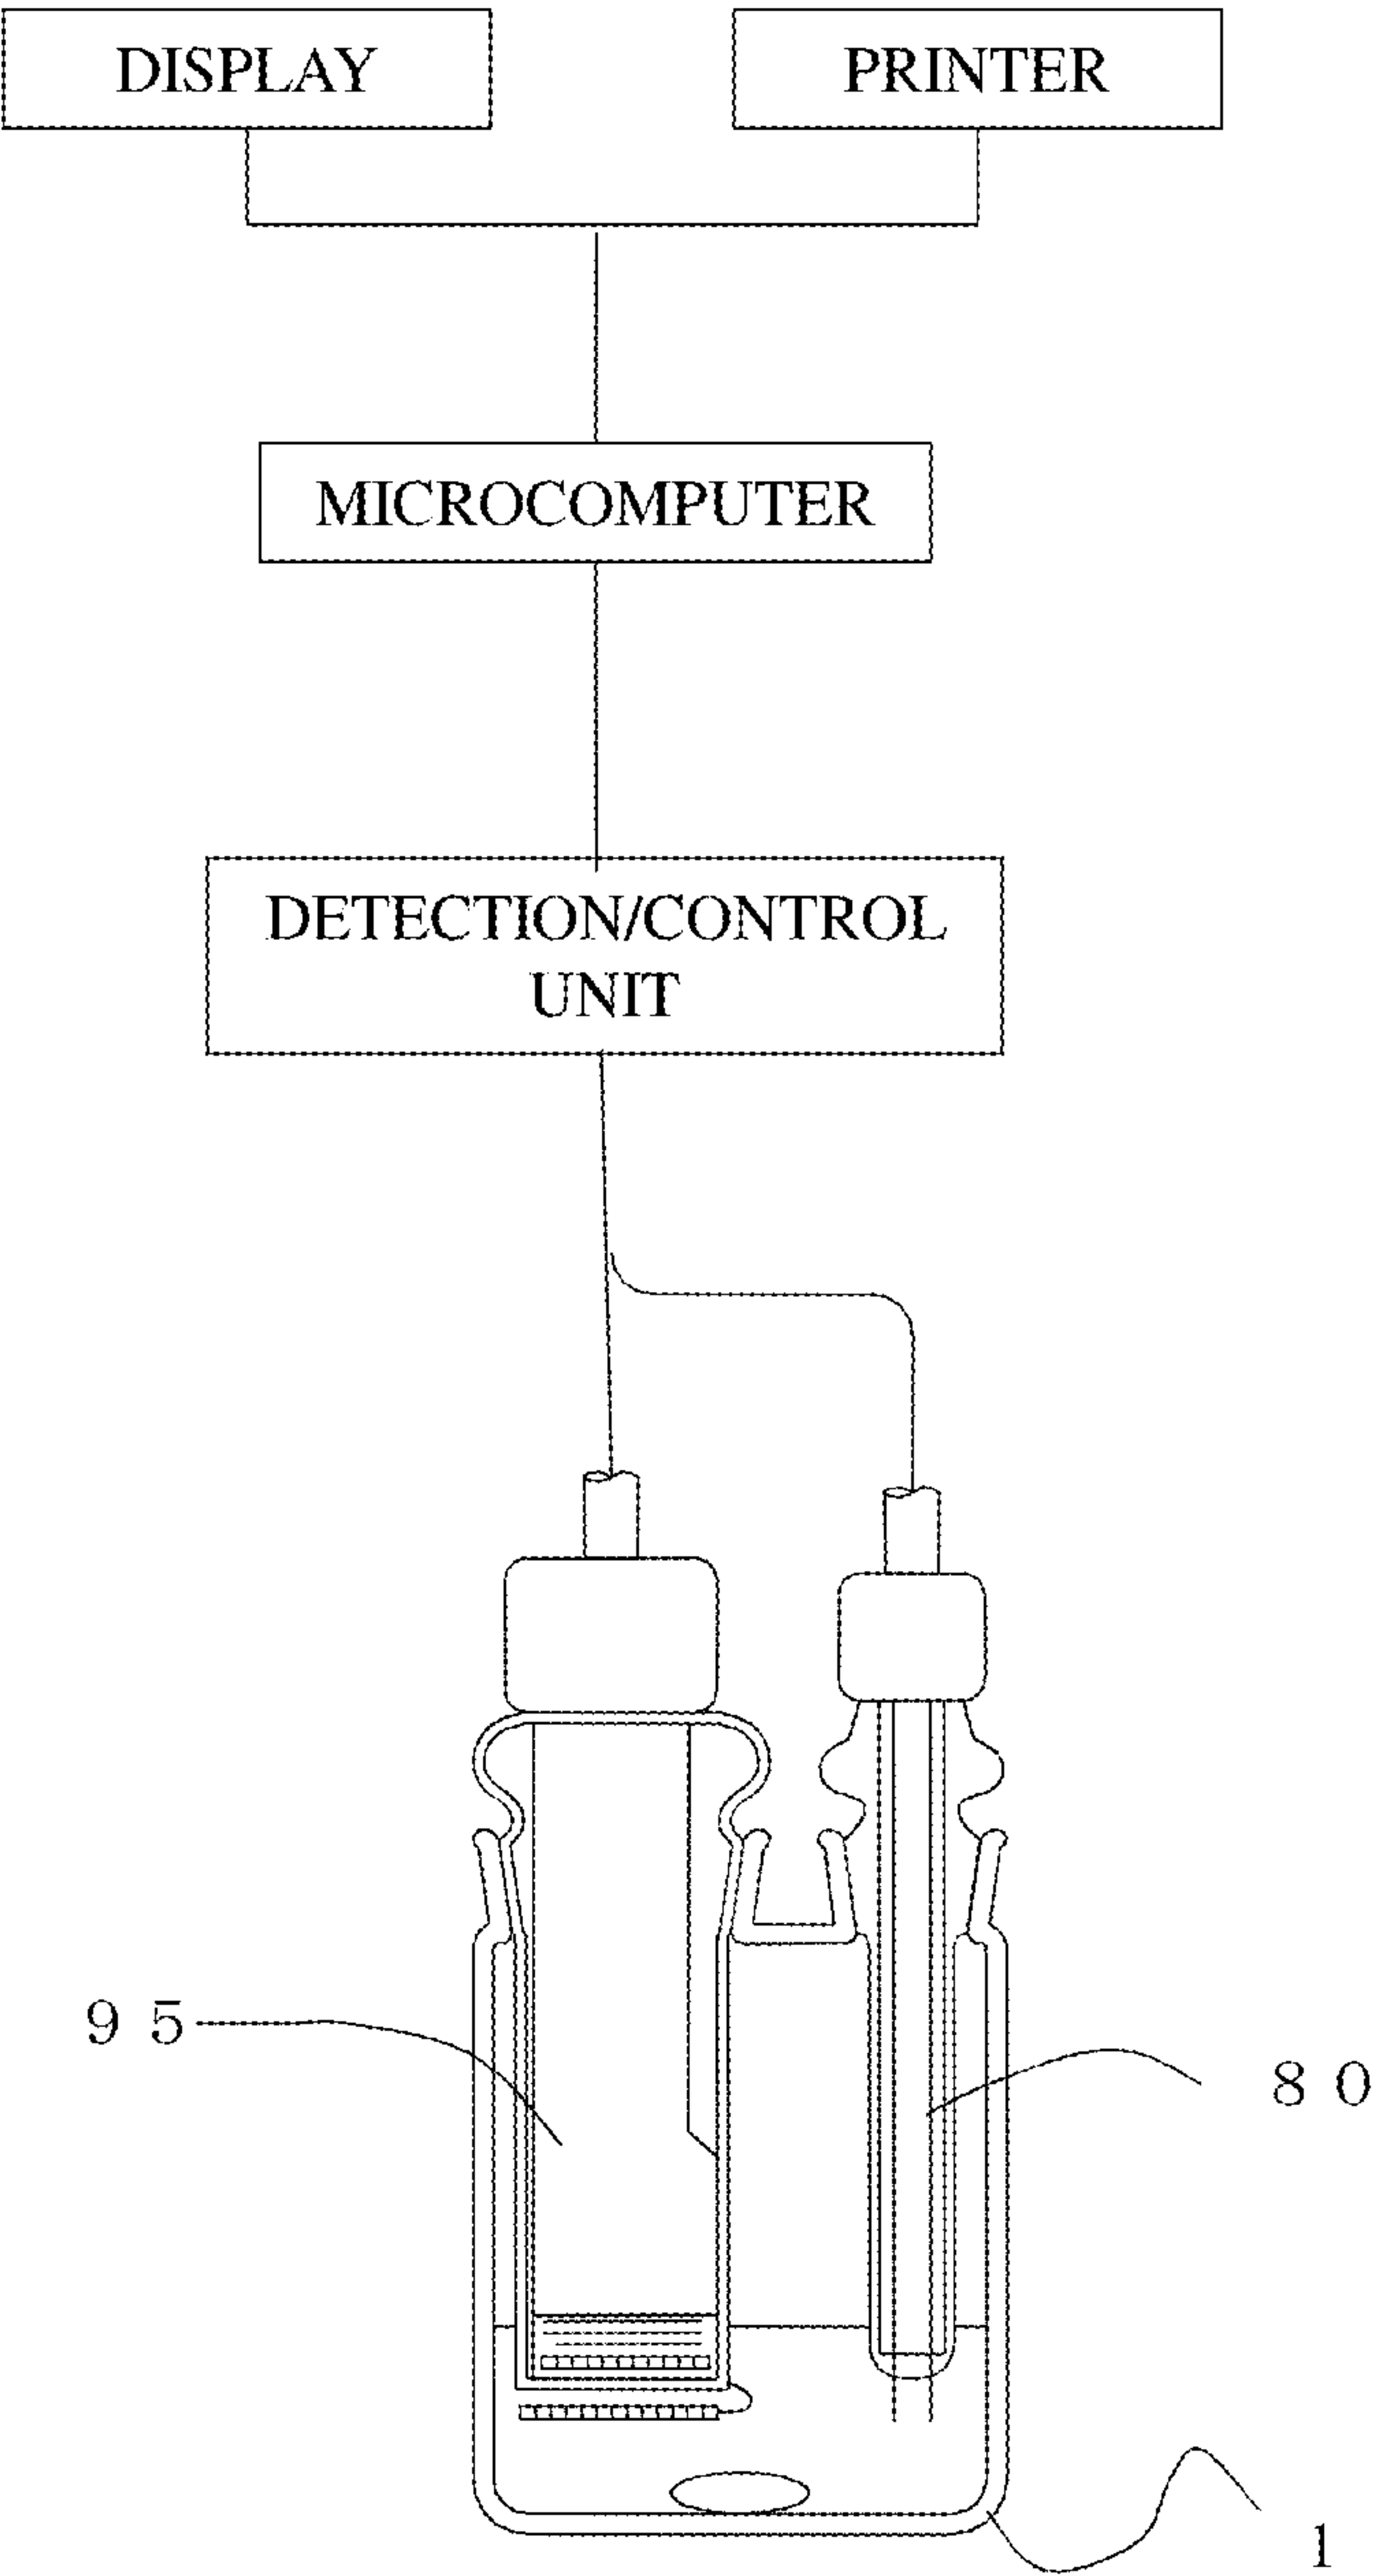 DISPLAY
PRINTER
MICROCOMPUTER
DETECTION/CONTROL
UNIT
95
80
1